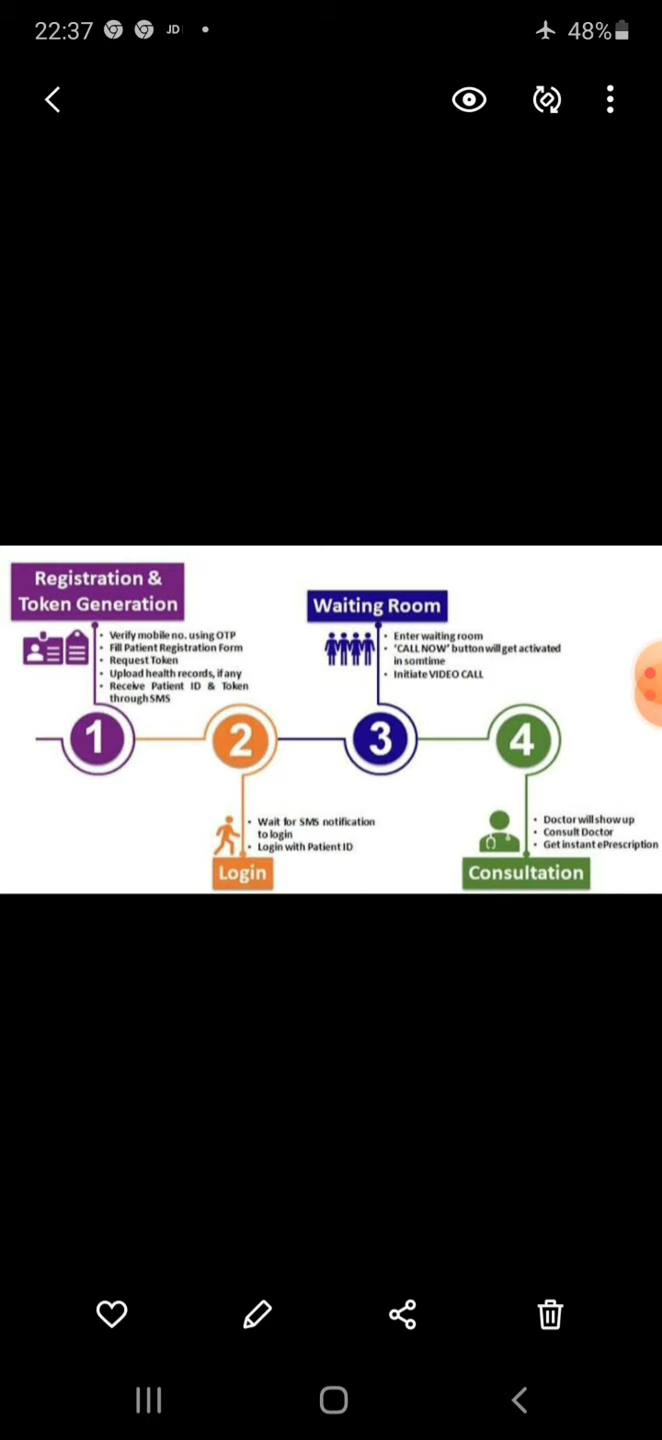 22:37 JD 48%
Registration &
Token Generation
• Verify mobile no. using OTP
• Fill Patient Registration Form
• Request Token
• Upload health records, if any
• Receive Patient ID & Token
through SMS
Waiting Room
• Enter waiting room
• 'CALL NOW' button will get activated
in somtime
• Initiate VIDEO CALL
1
2
3
4
• Wait for SMS notification
to login
• Login with Patient ID
Login
• Doctor will show up
• Consult Doctor
• Get instant ePrescription
Consultation